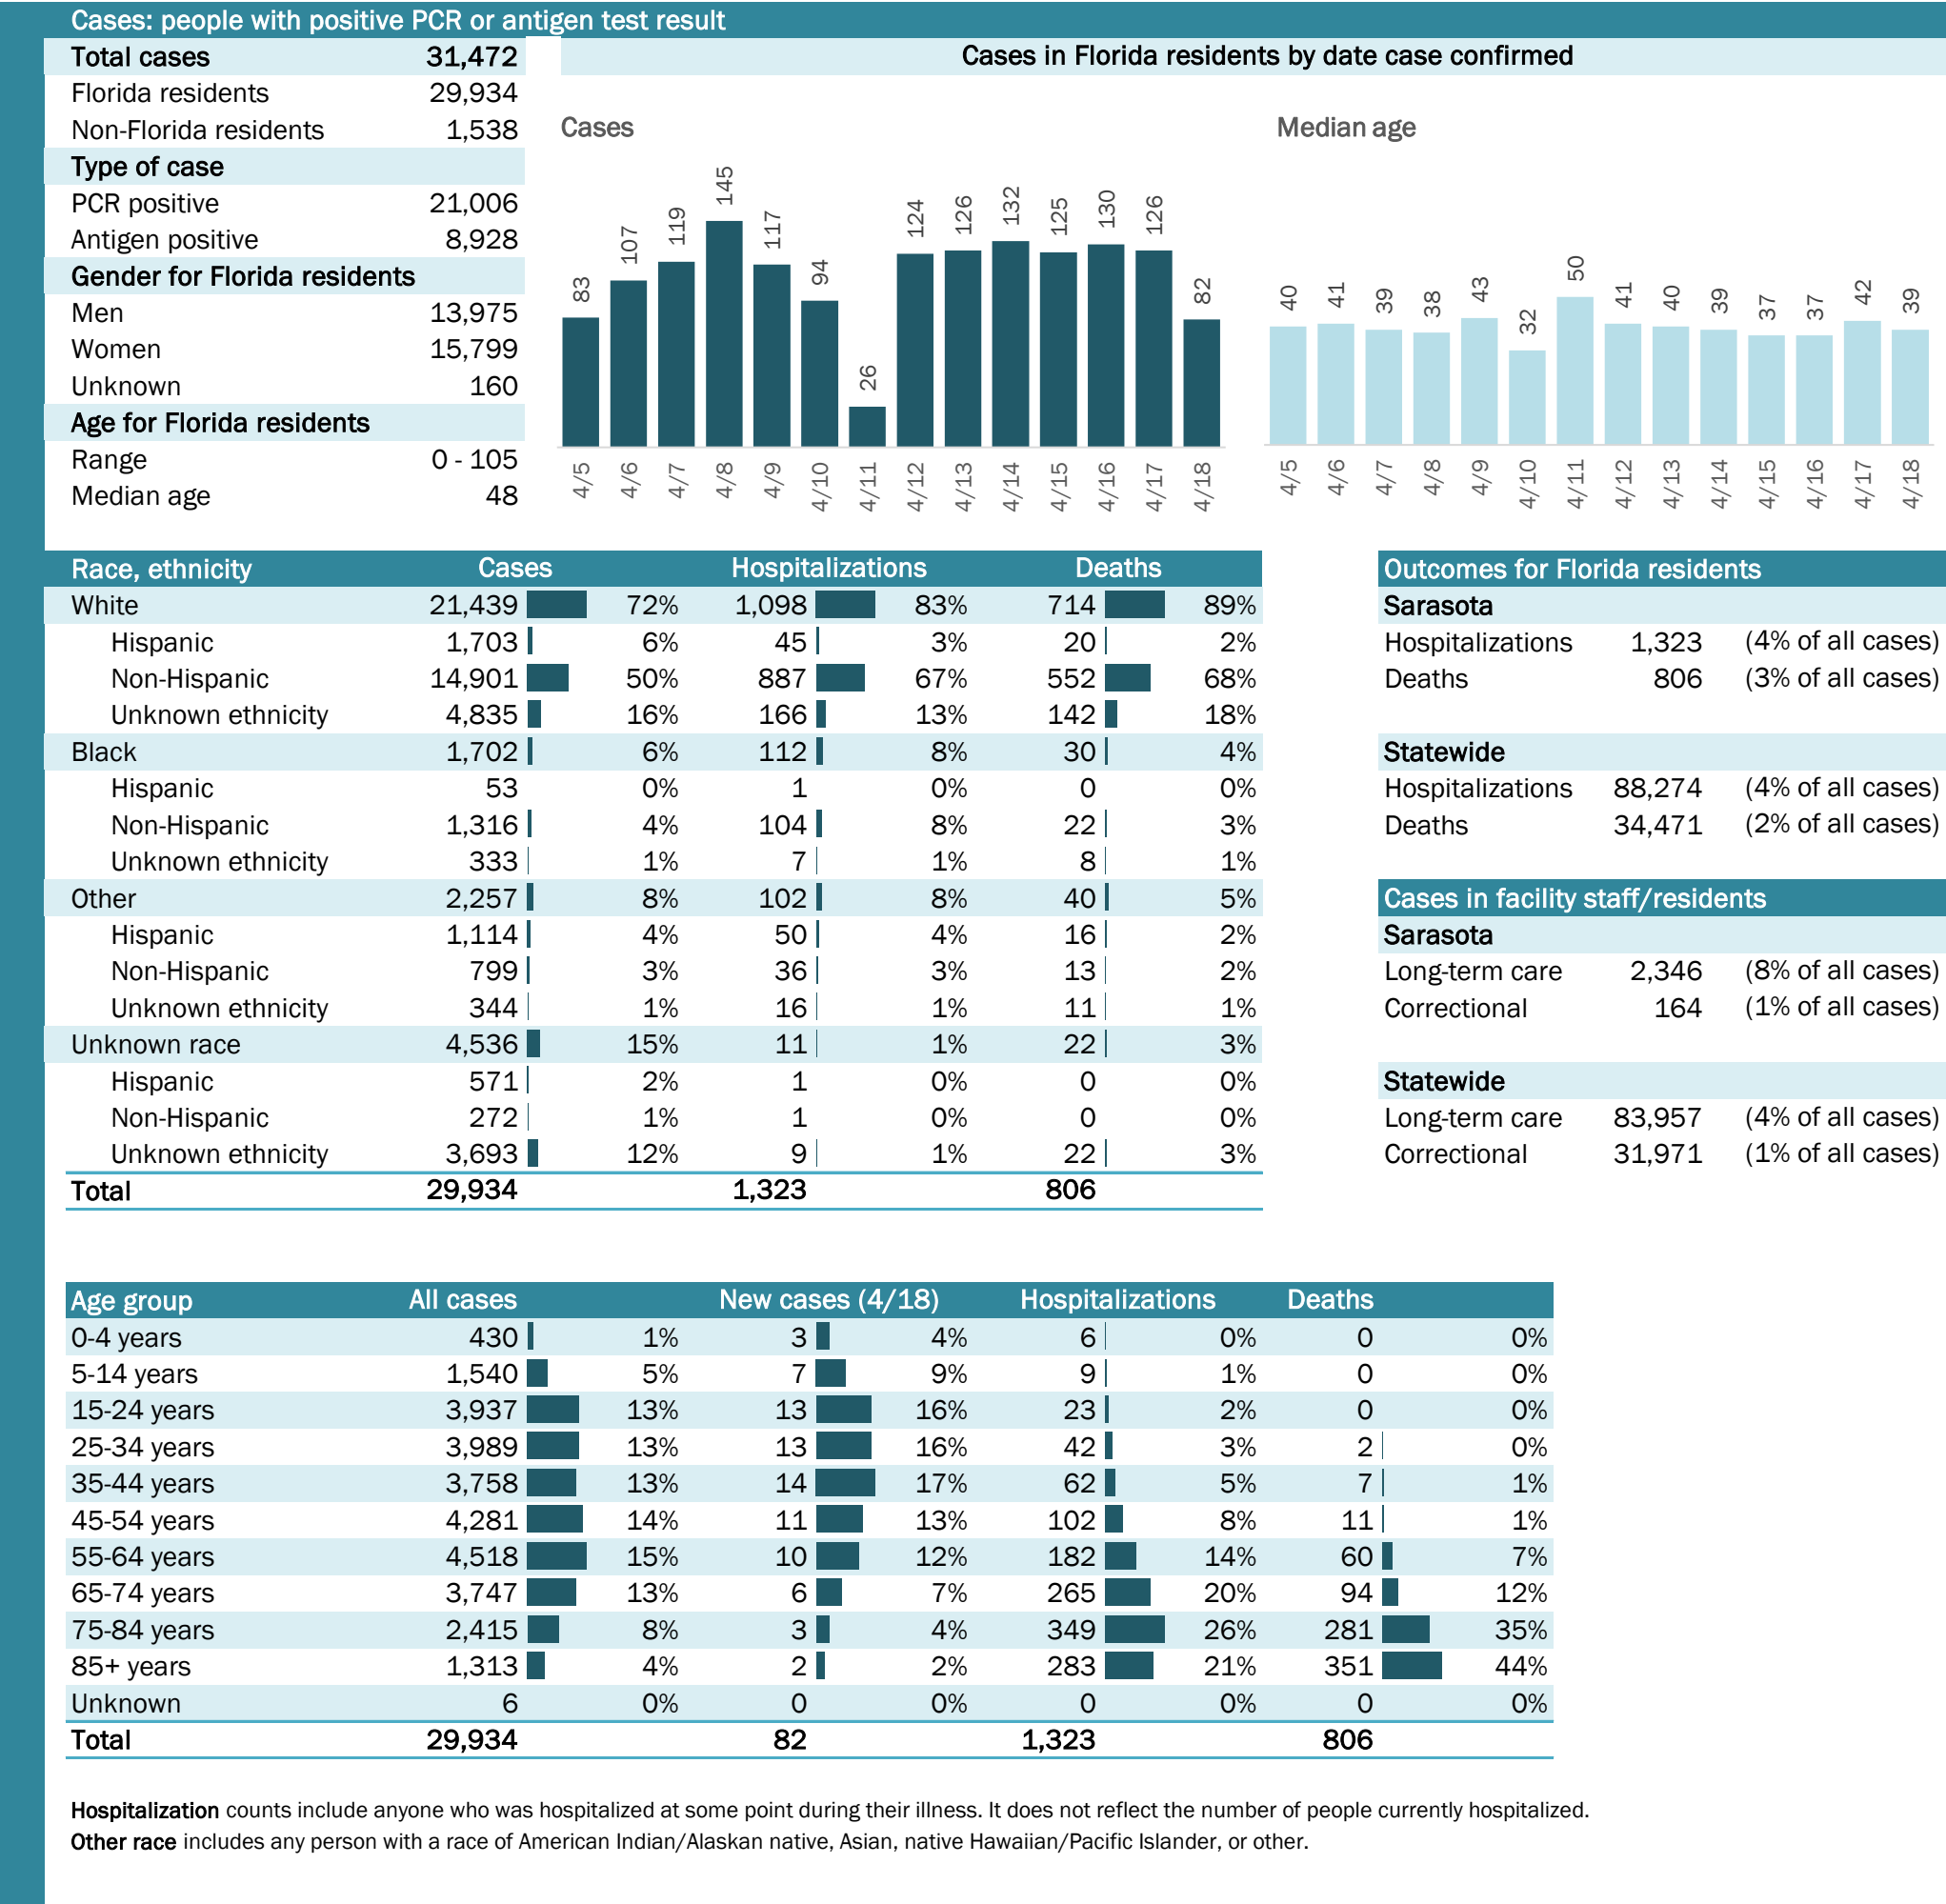 Cases: people with positive PCR or antigen test result
Total cases 31,472
Florida residents 29,934
Non-Florida residents 1,538
Type of case
PCR positive 21,006
Antigen positive 8,928
Gender for Florida residents
Men 13,975
Women 15,799
Unknown 160
Age for Florida residents
Range 0 - 105
Median age 48
Cases in Florida residents by date case confirmed
Cases
83 107 119 145 117 94 26 124 126 132 125 130 126 82
4/5 4/6 4/7 4/8 4/9 4/10 4/11 4/12 4/13 4/14 4/15 4/16 4/17 4/18
Median age
40 41 39 38 43 32 50 41 40 39 37 37 42 39
4/5 4/6 4/7 4/8 4/9 4/10 4/11 4/12 4/13 4/14 4/15 4/16 4/17 4/18
Race, ethnicity Cases Hospitalizations Deaths
White 21,439 72% 1,098 83% 714 89%
Hispanic 1,703 6% 45 3% 20 2%
Non-Hispanic 14,901 50% 887 67% 552 68%
Unknown ethnicity 4,835 16% 166 13% 142 18%
Black 1,702 6% 112 8% 30 4%
Hispanic 53 0% 1 0% 0 0%
Non-Hispanic 1,316 4% 104 8% 22 3%
Unknown ethnicity 333 1% 7 1% 8 1%
Other 2,257 8% 102 8% 40 5%
Hispanic 1,114 4% 50 4% 16 2%
Non-Hispanic 799 3% 36 3% 13 2%
Unknown ethnicity 344 1% 16 1% 11 1%
Unknown race 4,536 15% 11 1% 22 3%
Hispanic 571 2% 1 0% 0 0%
Non-Hispanic 272 1% 1 0% 0 0%
Unknown ethnicity 3,693 12% 9 1% 22 3%
Total 29,934 1,323 806
Outcomes for Florida residents
Sarasota
Hospitalizations 1,323 (4% of all cases)
Deaths 806 (3% of all cases)
Statewide
Hospitalizations 88,274 (4% of all cases)
Deaths 34,471 (2% of all cases)
Cases in facility staff/residents
Sarasota
Long-term care 2,346 (8% of all cases)
Correctional 164 (1% of all cases)
Statewide
Long-term care 83,957 (4% of all cases)
Correctional 31,971 (1% of all cases)
Age group All cases New cases (4/18) Hospitalizations Deaths
0-4 years 430 1% 3 4% 6 0% 0 0%
5-14 years 1,540 5% 7 9% 9 1% 0 0%
15-24 years 3,937 13% 13 16% 23 2% 0 0%
25-34 years 3,989 13% 13 16% 42 3% 2 0%
35-44 years 3,758 13% 14 17% 62 5% 7 1%
45-54 years 4,281 14% 11 13% 102 8% 11 1%
55-64 years 4,518 15% 10 12% 182 14% 60 7%
65-74 years 3,747 13% 6 7% 265 20% 94 12%
75-84 years 2,415 8% 3 4% 349 26% 281 35%
85+ years 1,313 4% 2 2% 283 21% 351 44%
Unknown 6 0% 0 0% 0 0% 0 0%
Total 29,934 82 1,323 806
Hospitalization counts include anyone who was hospitalized at some point during their illness. It does not reflect the number of people currently hospitalized.
Other race includes any person with a race of American Indian/Alaskan native, Asian, native Hawaiian/Pacific Islander, or other.